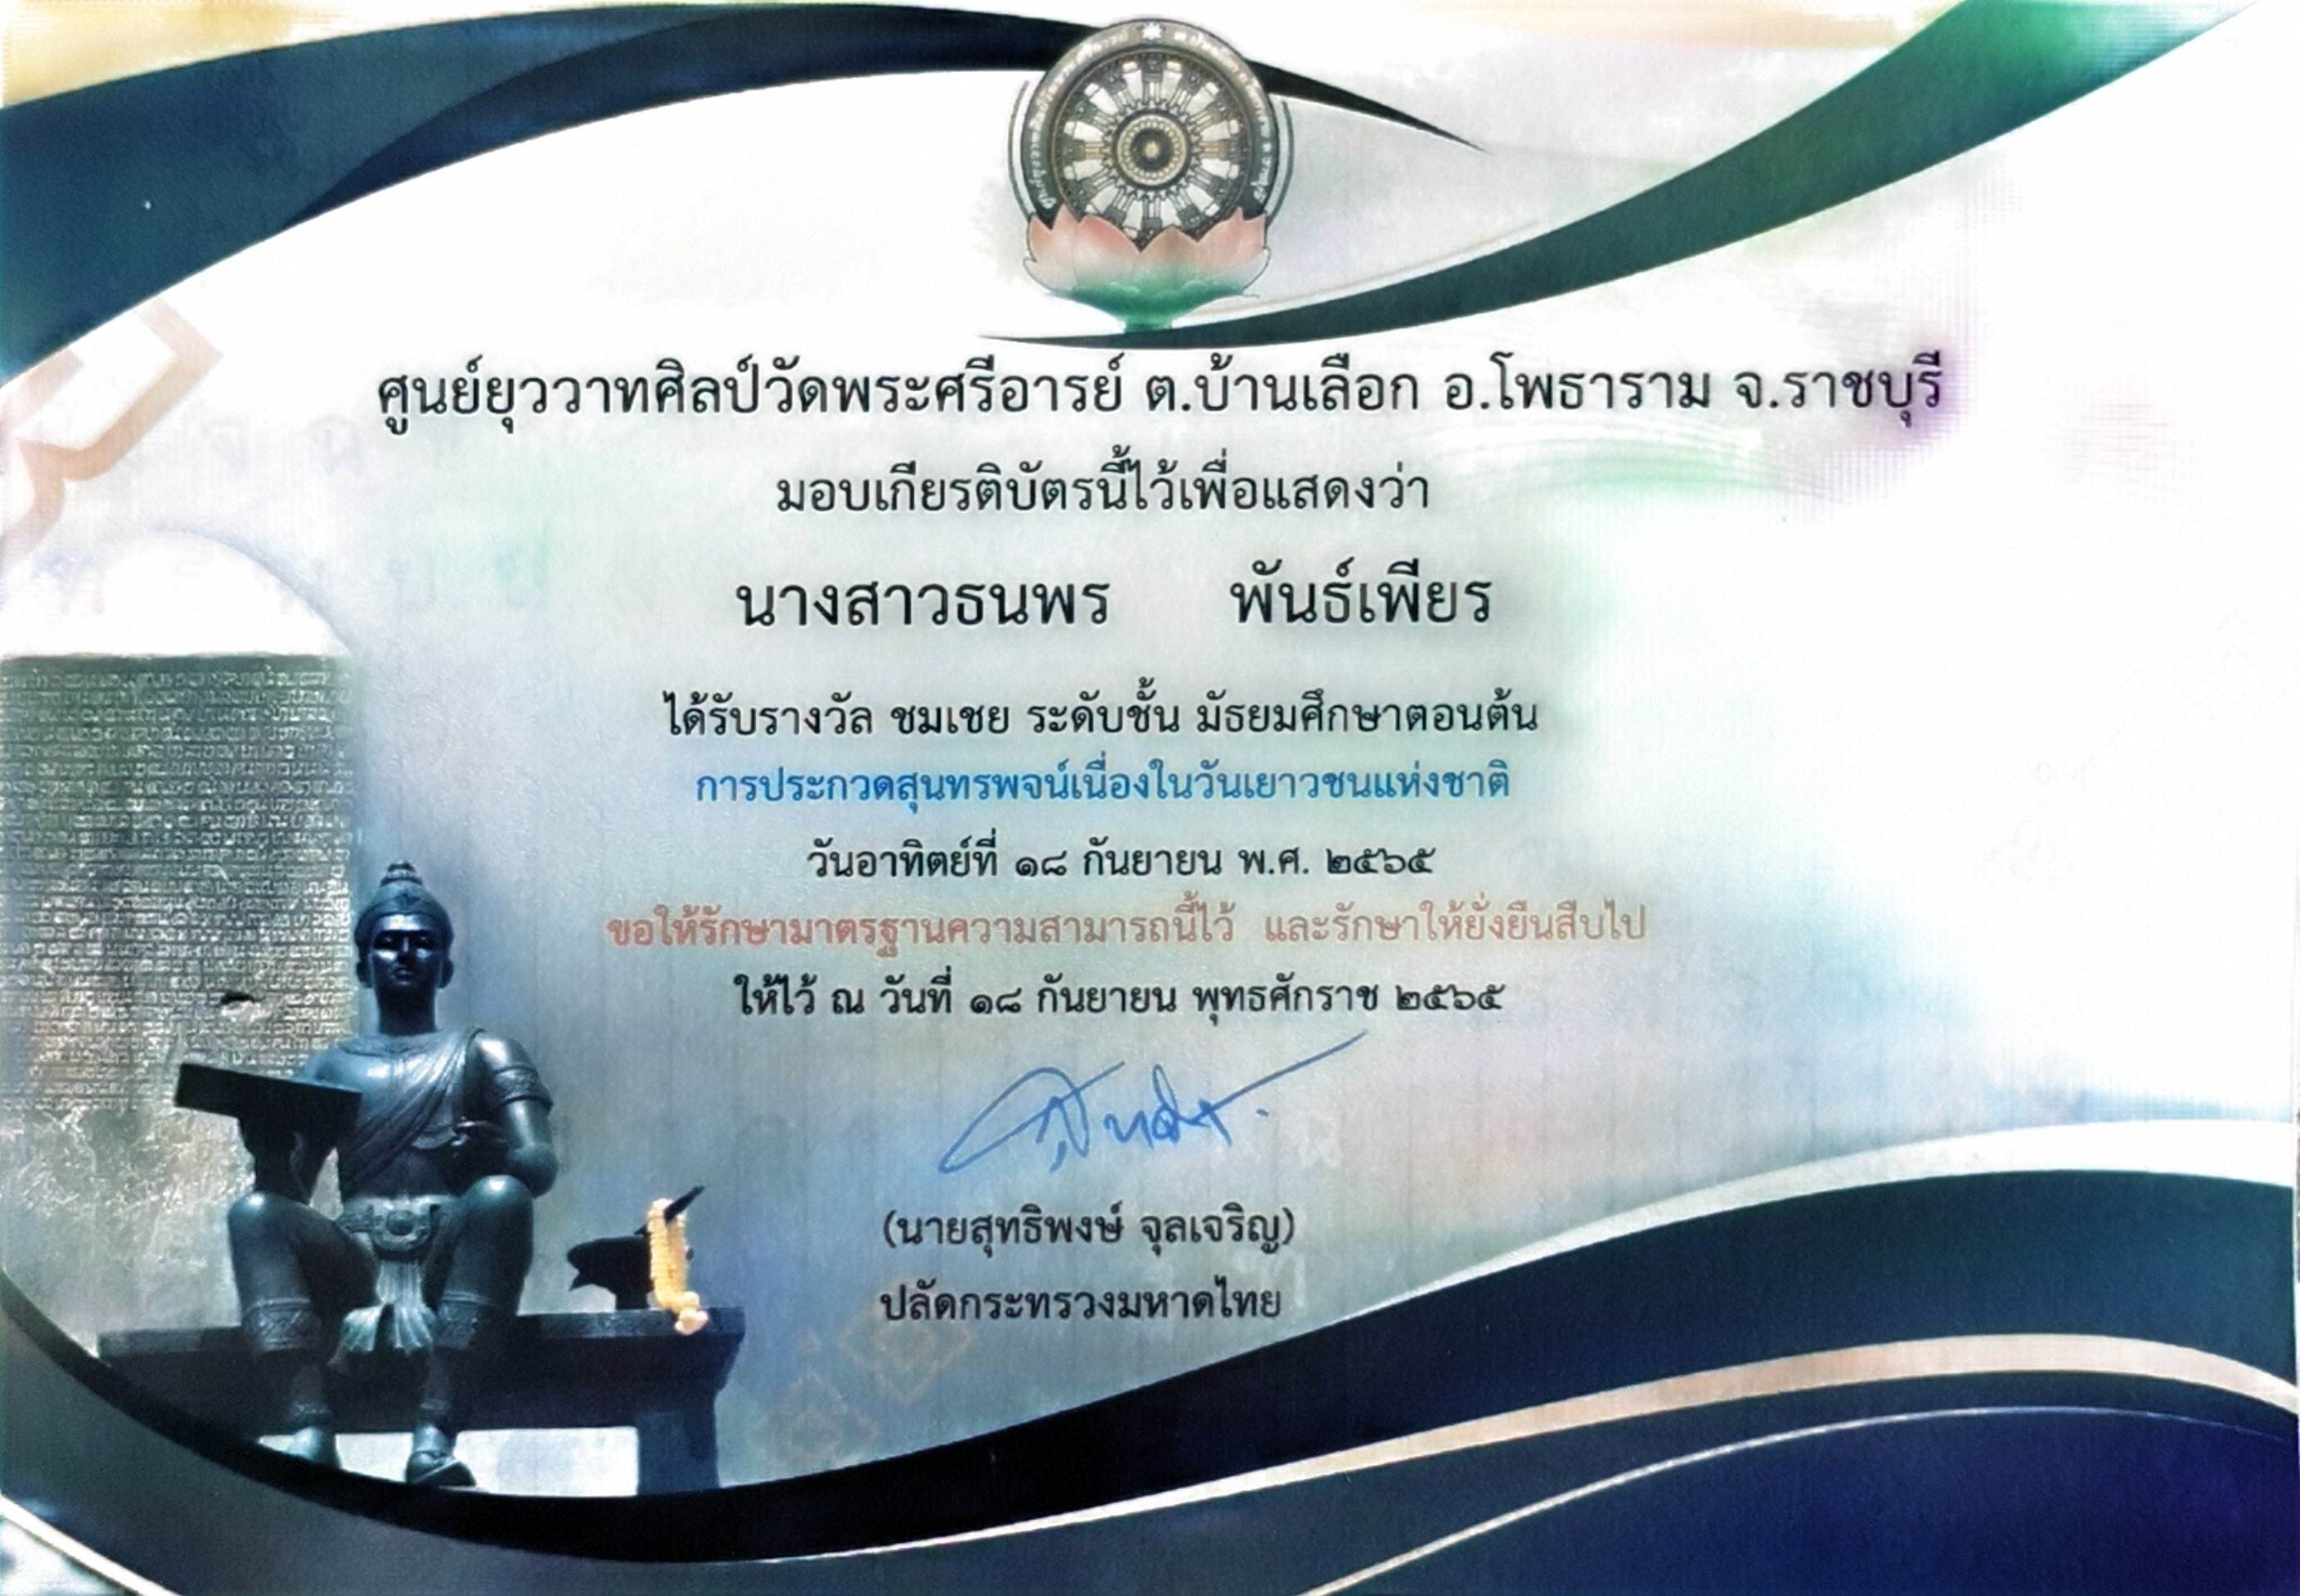 ศูนย์ยุววาทศิลป์วัดพระศรีอารย์ ต.บ้านเลือก อ.โพธาราม จ.ราชบุรี
มอบเกียรติบัตรนี้ไว้เพื่อแสดงว่า
นางสาวธนพร พันธ์เพียร
ได้รับรางวัล ชมเชย ระดับชั้น มัธยมศึกษาตอนต้น
การประกวดสุนทรพจน์เนื่องในวันเยาวชนแห่งชาติ
วันอาทิตย์ที่ ๑๘ กันยายน พ.ศ. ๒๕๖๕
ขอให้รักษามาตรฐานความสามารถนี้ไว้ และรักษาให้ยั่งยืนสืบไป
ให้ไว้ ณ วันที่ ๑๘ กันยายน พุทธศักราช ๒๕๖๕
(นายสุทธิพงษ์ จุลเจริญ)
ปลัดกระทรวงมหาดไทย